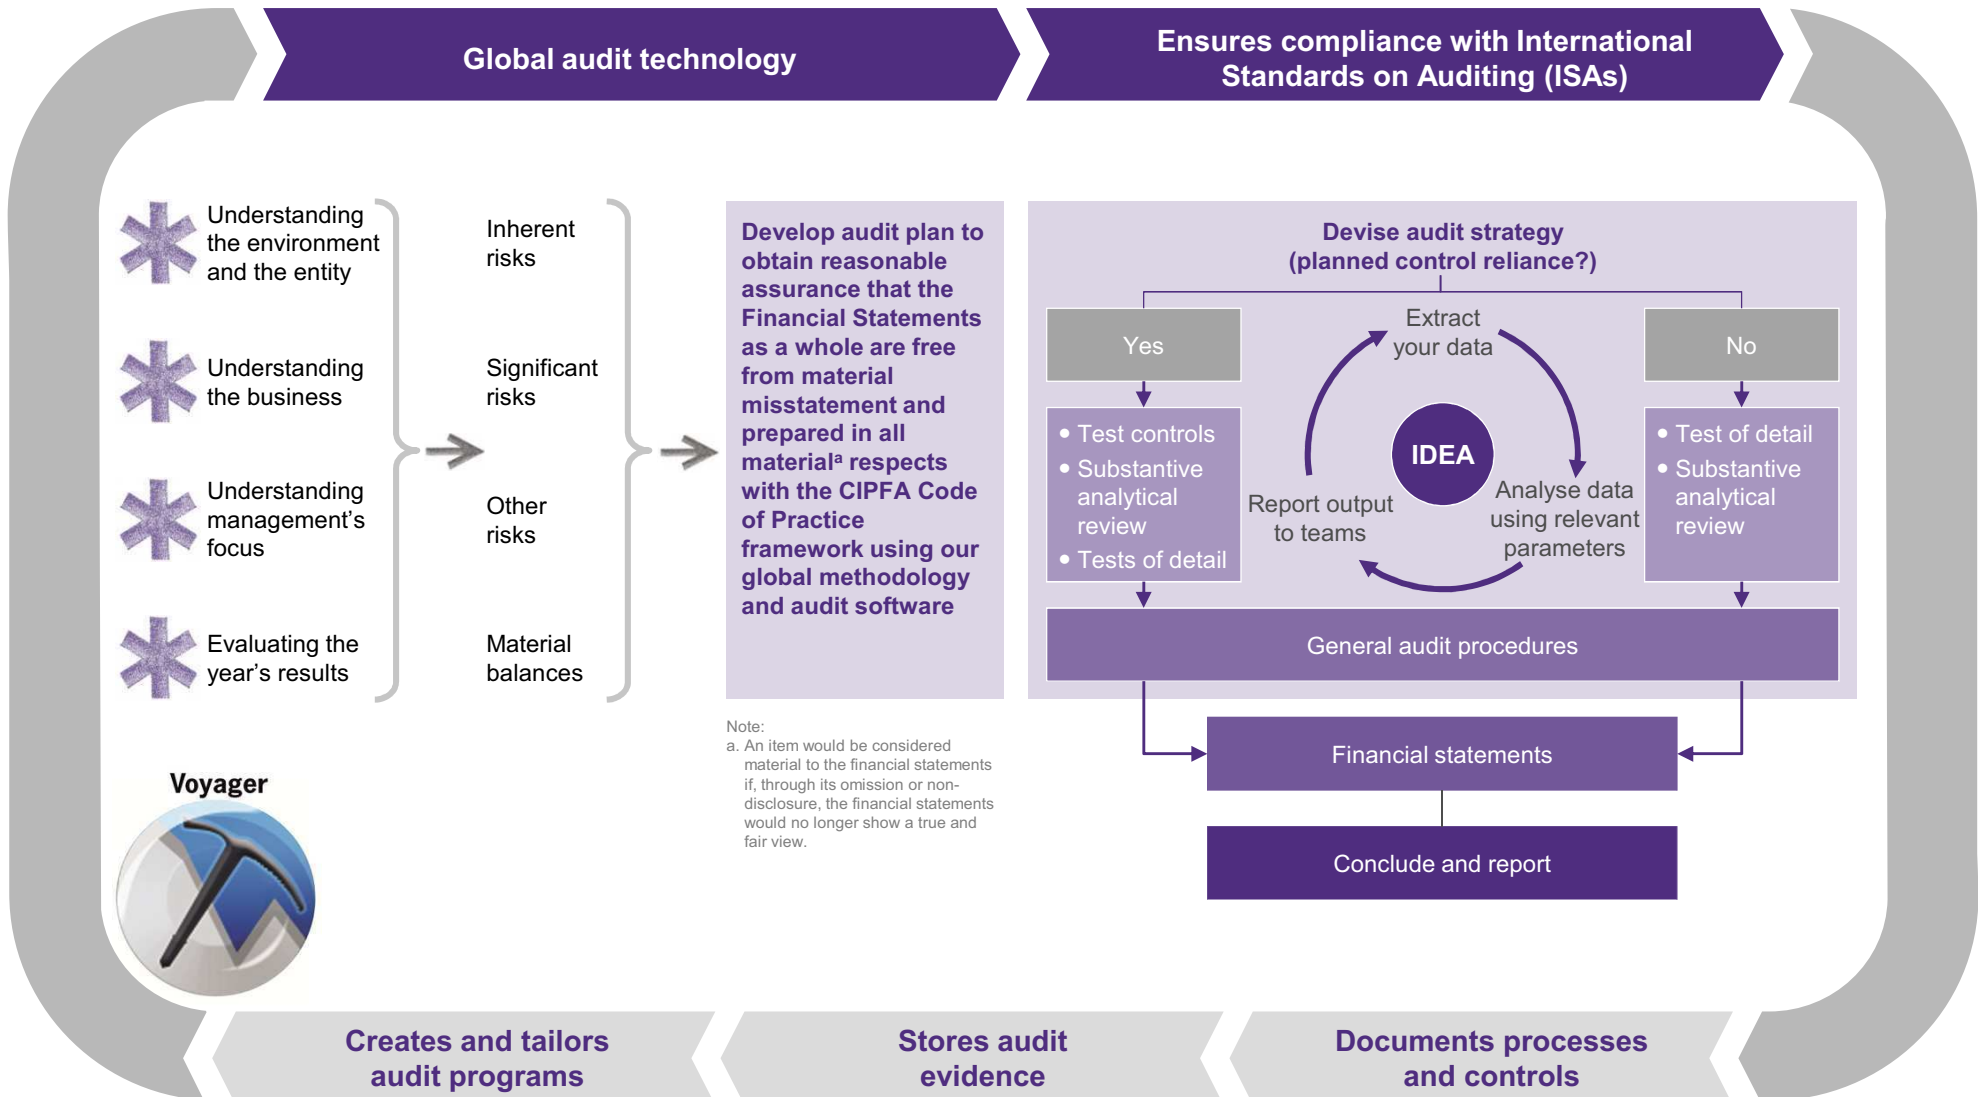 Global audit technology
Ensures compliance with International
Standards on Auditing (ISAs)
Understanding
the environment
and the entity
Understanding
the business
Understanding
management’s
focus
Evaluating the
year’s results
Inherent
risks
Significant
risks
Other
risks
Material
balances
Develop audit plan to
obtain reasonable
assurance that the
Financial Statements
as a whole are free
from material
misstatement and
prepared in all
materialᵃ respects
with the CIPFA Code
of Practice
framework using our
global methodology
and audit software
Note:
a. An item would be considered
material to the financial statements
if, through its omission or non-
disclosure, the financial statements
would no longer show a true and
fair view.
Devise audit strategy
(planned control reliance?)
Yes
• Test controls
• Substantive
analytical
review
• Tests of detail
Extract
your data
IDEA
Analyse data
using relevant
parameters
Report output
to teams
No
• Test of detail
• Substantive
analytical
review
General audit procedures
Financial statements
Conclude and report
Voyager
Creates and tailors
audit programs
Stores audit
evidence
Documents processes
and controls